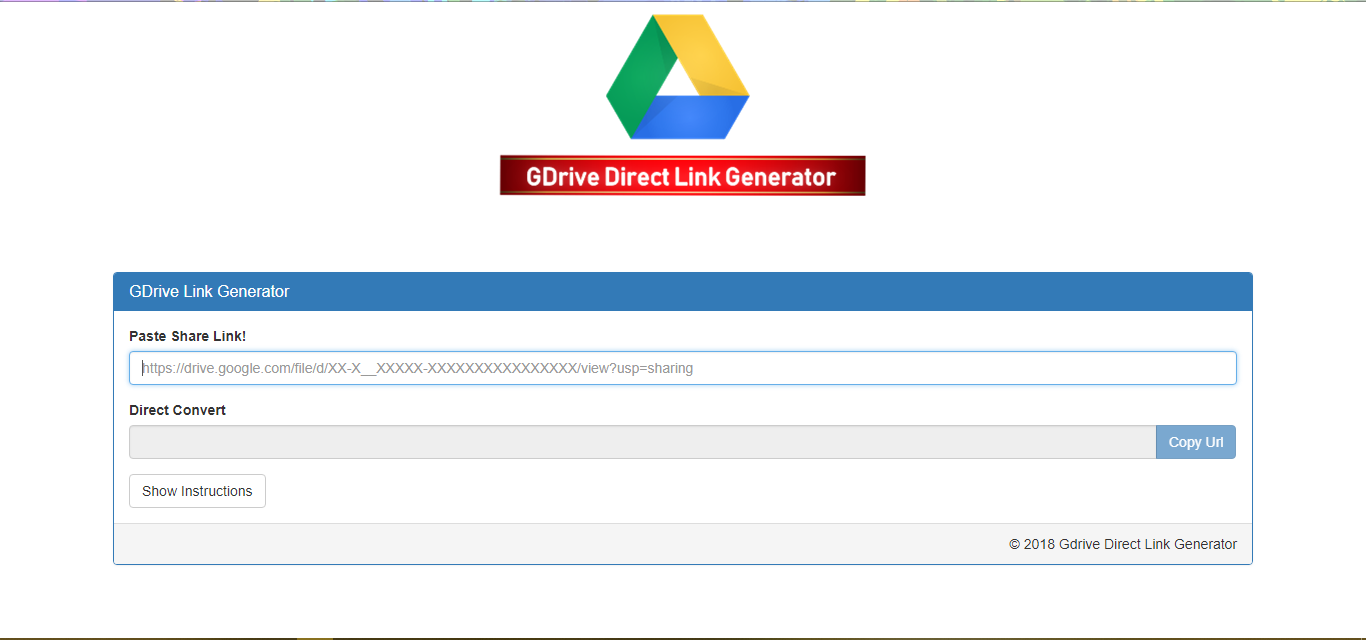 GDrive Direct Link Generator
GDrive Link Generator
Paste Share Link!
https://drive.google.com/file/d/XX-X__XXXXX-XXXXXXXXXXXXXXXX/view?usp=sharing
Direct Convert
Copy Url
Show Instructions
© 2018 Gdrive Direct Link Generator